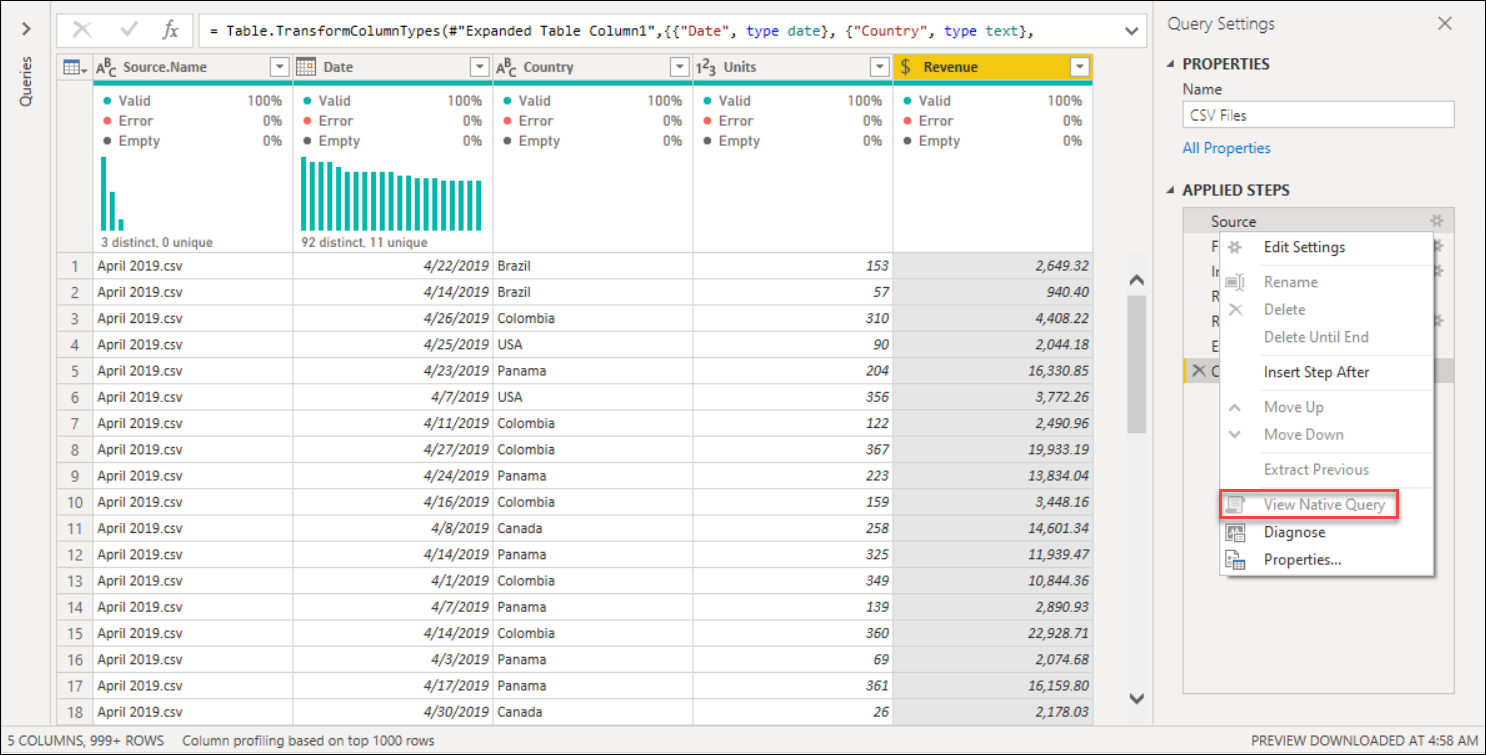 Queries
fx
= Table.TransformColumnTypes(#"Expanded Table Column1",{{"Date", type date}, {"Country", type text},
ABC Source.Name Date ABC Country 123 Units $ Revenue
Valid 100% Valid 100% Valid 100% Valid 100% Valid 100%
Error 0% Error 0% Error 0% Error 0% Error 0%
Empty 0% Empty 0% Empty 0% Empty 0% Empty 0%
3 distinct, 0 unique 92 distinct, 11 unique
1 April 2019.csv 4/22/2019 Brazil 153 2,649.32
2 April 2019.csv 4/14/2019 Brazil 57 940.40
3 April 2019.csv 4/26/2019 Colombia 310 4,408.22
4 April 2019.csv 4/25/2019 USA 90 2,044.18
5 April 2019.csv 4/23/2019 Panama 204 16,330.85
6 April 2019.csv 4/7/2019 USA 356 3,772.26
7 April 2019.csv 4/11/2019 Colombia 122 2,490.96
8 April 2019.csv 4/27/2019 Colombia 367 19,933.19
9 April 2019.csv 4/24/2019 Panama 223 13,834.04
10 April 2019.csv 4/16/2019 Colombia 159 3,448.16
11 April 2019.csv 4/8/2019 Canada 258 14,601.34
12 April 2019.csv 4/14/2019 Panama 325 11,939.47
13 April 2019.csv 4/1/2019 Colombia 349 10,844.36
14 April 2019.csv 4/7/2019 Panama 139 2,890.93
15 April 2019.csv 4/14/2019 Colombia 360 22,928.71
16 April 2019.csv 4/3/2019 Panama 69 2,074.68
17 April 2019.csv 4/17/2019 Panama 361 16,159.80
18 April 2019.csv 4/30/2019 Canada 26 2,178.03
Query Settings
PROPERTIES
Name
CSV Files
All Properties
APPLIED STEPS
Source
Edit Settings
Rename
Delete
Delete Until End
Insert Step After
Move Up
Move Down
Extract Previous
View Native Query
Diagnose
Properties...
5 COLUMNS, 999+ ROWS Column profiling based on top 1000 rows
PREVIEW DOWNLOADED AT 4:58 AM